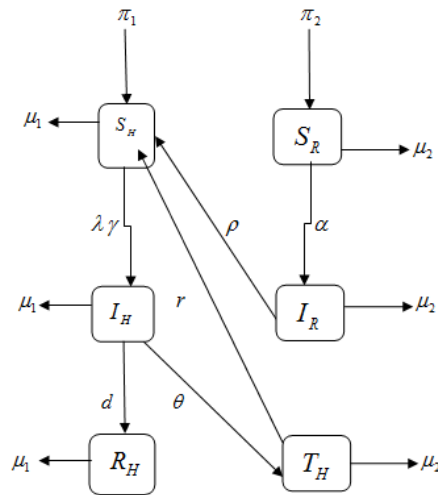 π₁ π₂
μ₁ S_H S_R μ₂
λγ ρ α
μ₁ I_H r I_R μ₂
d θ
μ₁ R_H T_H μ₂